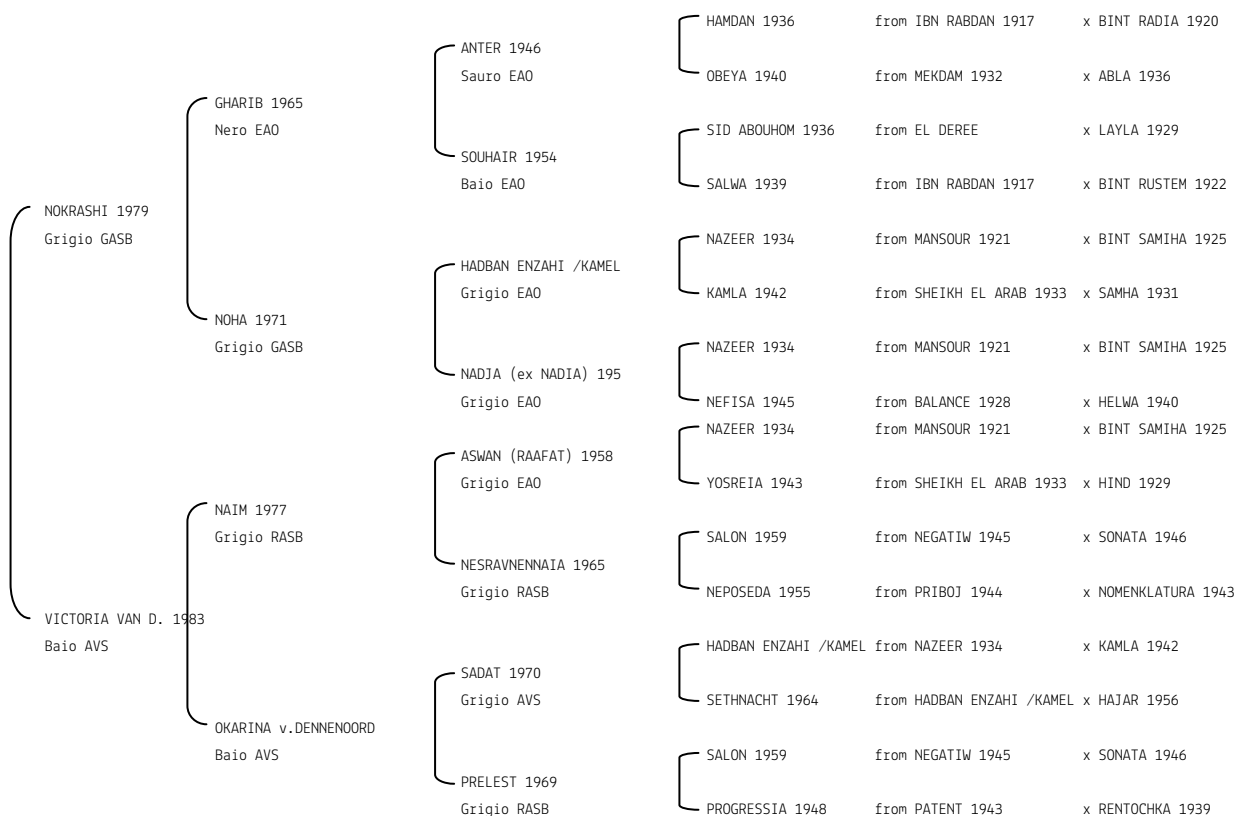 HAMDAN 1936 from IBN RABDAN 1917 x BINT RADIA 1920
ANTER 1946
Sauro EAO OBEYA 1940 from MEKDAM 1932 x ABLA 1936
GHARIB 1965
Nero EAO SID ABOUHOM 1936 from EL DEREE x LAYLA 1929
SOUHAIR 1954
Baio EAO SALWA 1939 from IBN RABDAN 1917 x BINT RUSTEM 1922
NOKRASHI 1979
Grigio GASB NAZEER 1934 from MANSOUR 1921 x BINT SAMIHA 1925
HADBAN ENZAHI /KAMEL
Grigio EAO KAMLA 1942 from SHEIKH EL ARAB 1933 x SAMHA 1931
NOHA 1971
Grigio GASB NAZEER 1934 from MANSOUR 1921 x BINT SAMIHA 1925
NADJA (ex NADIA) 195
Grigio EAO NEFISA 1945 from BALANCE 1928 x HELWA 1940
NAZEER 1934 from MANSOUR 1921 x BINT SAMIHA 1925
ASWAN (RAAFAT) 1958
Grigio EAO YOSREIA 1943 from SHEIKH EL ARAB 1933 x HIND 1929
NAIM 1977
Grigio RASB SALON 1959 from NEGATIW 1945 x SONATA 1946
NESRAVNENNAIA 1965
Grigio RASB NEPOSEDA 1955 from PRIBOJ 1944 x NOMENKLATURA 1943
VICTORIA VAN D. 1983
Baio AVS HADBAN ENZAHI /KAMEL from NAZEER 1934 x KAMLA 1942
SADAT 1970
Grigio AVS SETHNACHT 1964 from HADBAN ENZAHI /KAMEL x HAJAR 1956
OKARINA v.DENNENOORD
Baio AVS SALON 1959 from NEGATIW 1945 x SONATA 1946
PRELEST 1969
Grigio RASB PROGRESSIA 1948 from PATENT 1943 x RENTOCHKA 1939